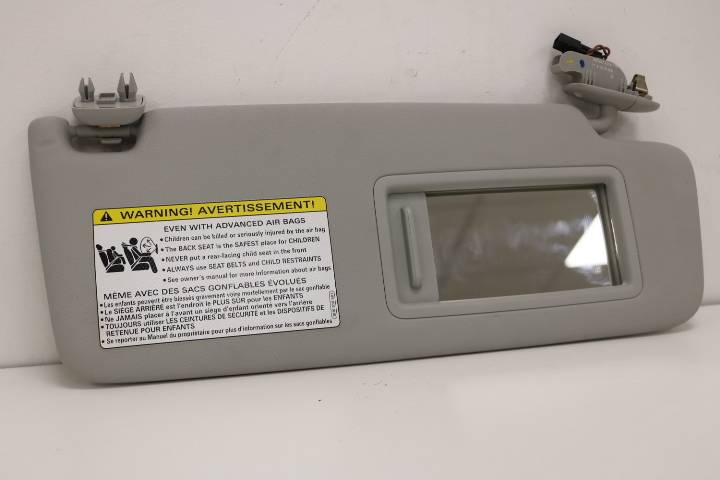 WARNING! AVERTISSEMENT!
EVEN WITH ADVANCED AIR BAGS
• Children can be killed or seriously injured by the air bag
• The BACK SEAT is the SAFEST place for CHILDREN
• NEVER put a rear-facing child seat in the front
• ALWAYS use SEAT BELTS and CHILD RESTRAINTS
• See owner's manual for more information about air bags
MÊME AVEC DES SACS GONFLABLES ÉVOLUÉS
• Les enfants peuvent être blessés gravement voire mortellement par le sac gonflable
• Le SIÈGE ARRIÈRE est l'endroit le PLUS SÛR pour les ENFANTS
• Ne JAMAIS placer à l'avant un siège d'enfant orienté vers l'arrière
• TOUJOURS utiliser LES CEINTURES DE SÉCURITÉ et les DISPOSITIFS DE
RETENUE POUR ENFANTS
• Se reporter au Manuel du propriétaire pour plus d'information sur les sacs gonflables